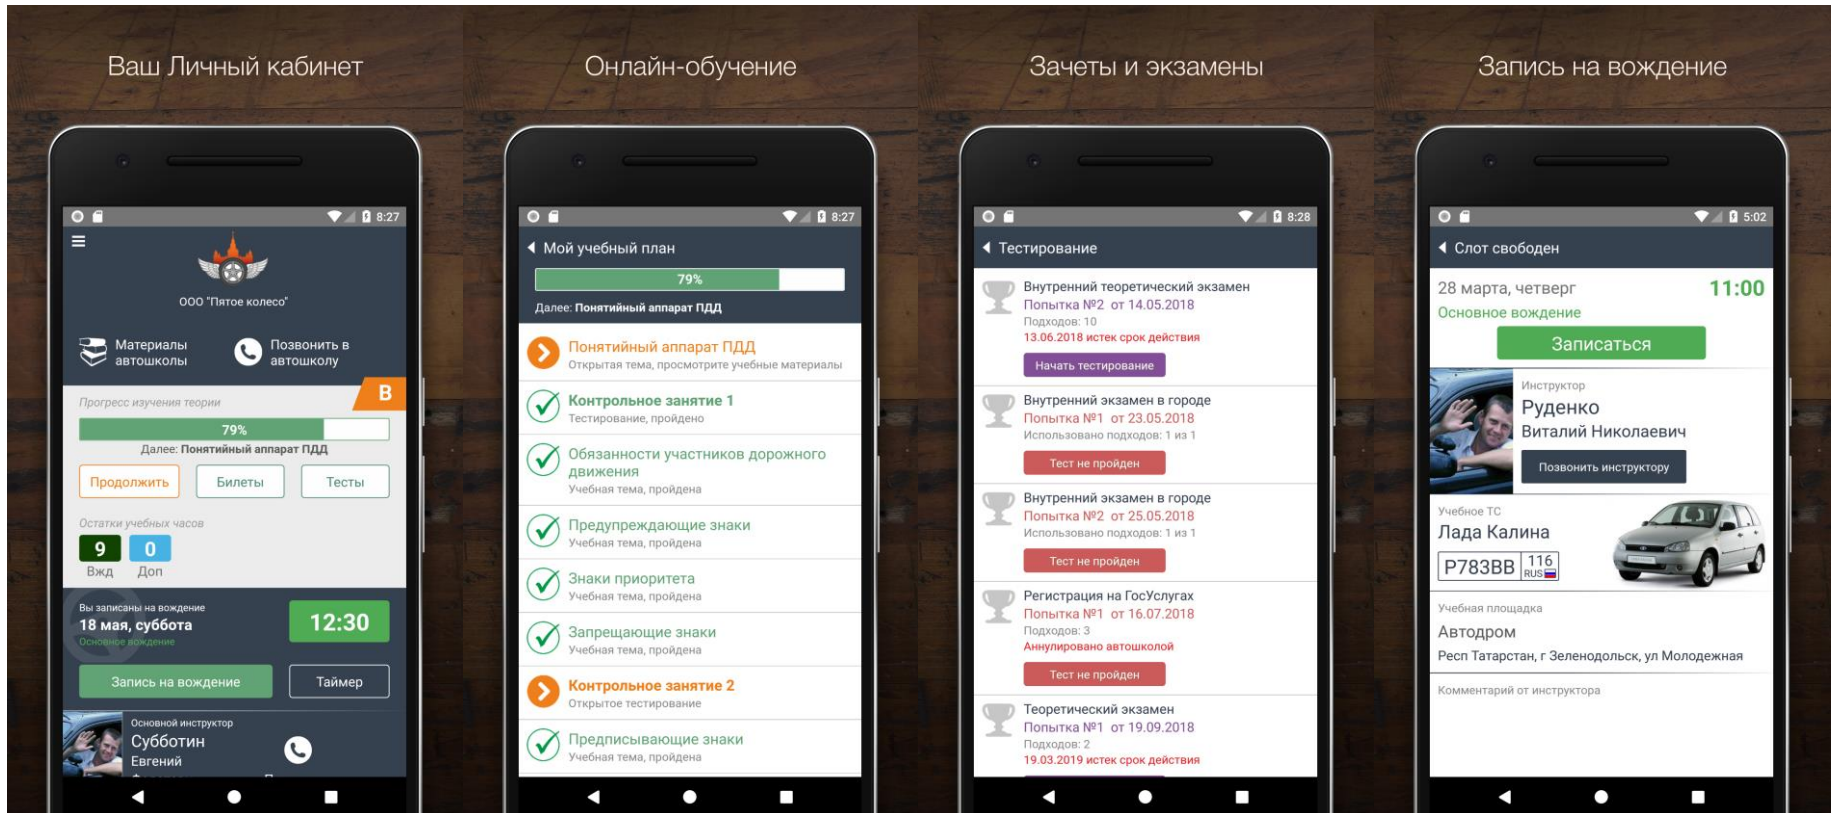 Ваш Личный кабинет
8:27
ООО "Пятое колесо"
Материалы
автошколы
Позвонить в
автошколу
B
Прогресс изучения теории
79%
Далее: Понятийный аппарат ПДД
Продолжить
Билеты
Тесты
Остатки учебных часов
9
0
Вжд
Доп
Вы записаны на вождение
18 мая, суббота
Основное вождение
12:30
Запись на вождение
Таймер
Основной инструктор
Субботин
Евгений
Онлайн-обучение
8:27
Мой учебный план
79%
Далее: Понятийный аппарат ПДД
Понятийный аппарат ПДД
Открытая тема, просмотрите учебные материалы
Контрольное занятие 1
Тестирование, пройдено
Обязанности участников дорожного
движения
Учебная тема, пройдена
Предупреждающие знаки
Учебная тема, пройдена
Знаки приоритета
Учебная тема, пройдена
Запрещающие знаки
Учебная тема, пройдена
Контрольное занятие 2
Открытое тестирование
Предписывающие знаки
Учебная тема, пройдена
Зачеты и экзамены
8:28
Тестирование
Внутренний теоретический экзамен
Попытка №2 от 14.05.2018
Подходов: 10
13.06.2018 истек срок действия
Начать тестирование
Внутренний экзамен в городе
Попытка №1 от 23.05.2018
Использовано подходов: 1 из 1
Тест не пройден
Внутренний экзамен в городе
Попытка №2 от 25.05.2018
Использовано подходов: 1 из 1
Тест не пройден
Регистрация на ГосУслугах
Попытка №1 от 16.07.2018
Подходов: 3
Аннулировано автошколой
Тест не пройден
Теоретический экзамен
Попытка №1 от 19.09.2018
Подходов: 2
19.03.2019 истек срок действия
Запись на вождение
5:02
Слот свободен
28 марта, четверг
11:00
Основное вождение
Записаться
Инструктор
Руденко
Виталий Николаевич
Позвонить инструктору
Учебное ТС
Лада Калина
Р783ВВ
116
RUS
Учебная площадка
Автодром
Респ Татарстан, г Зеленодольск, ул Молодежная
Комментарий от инструктора